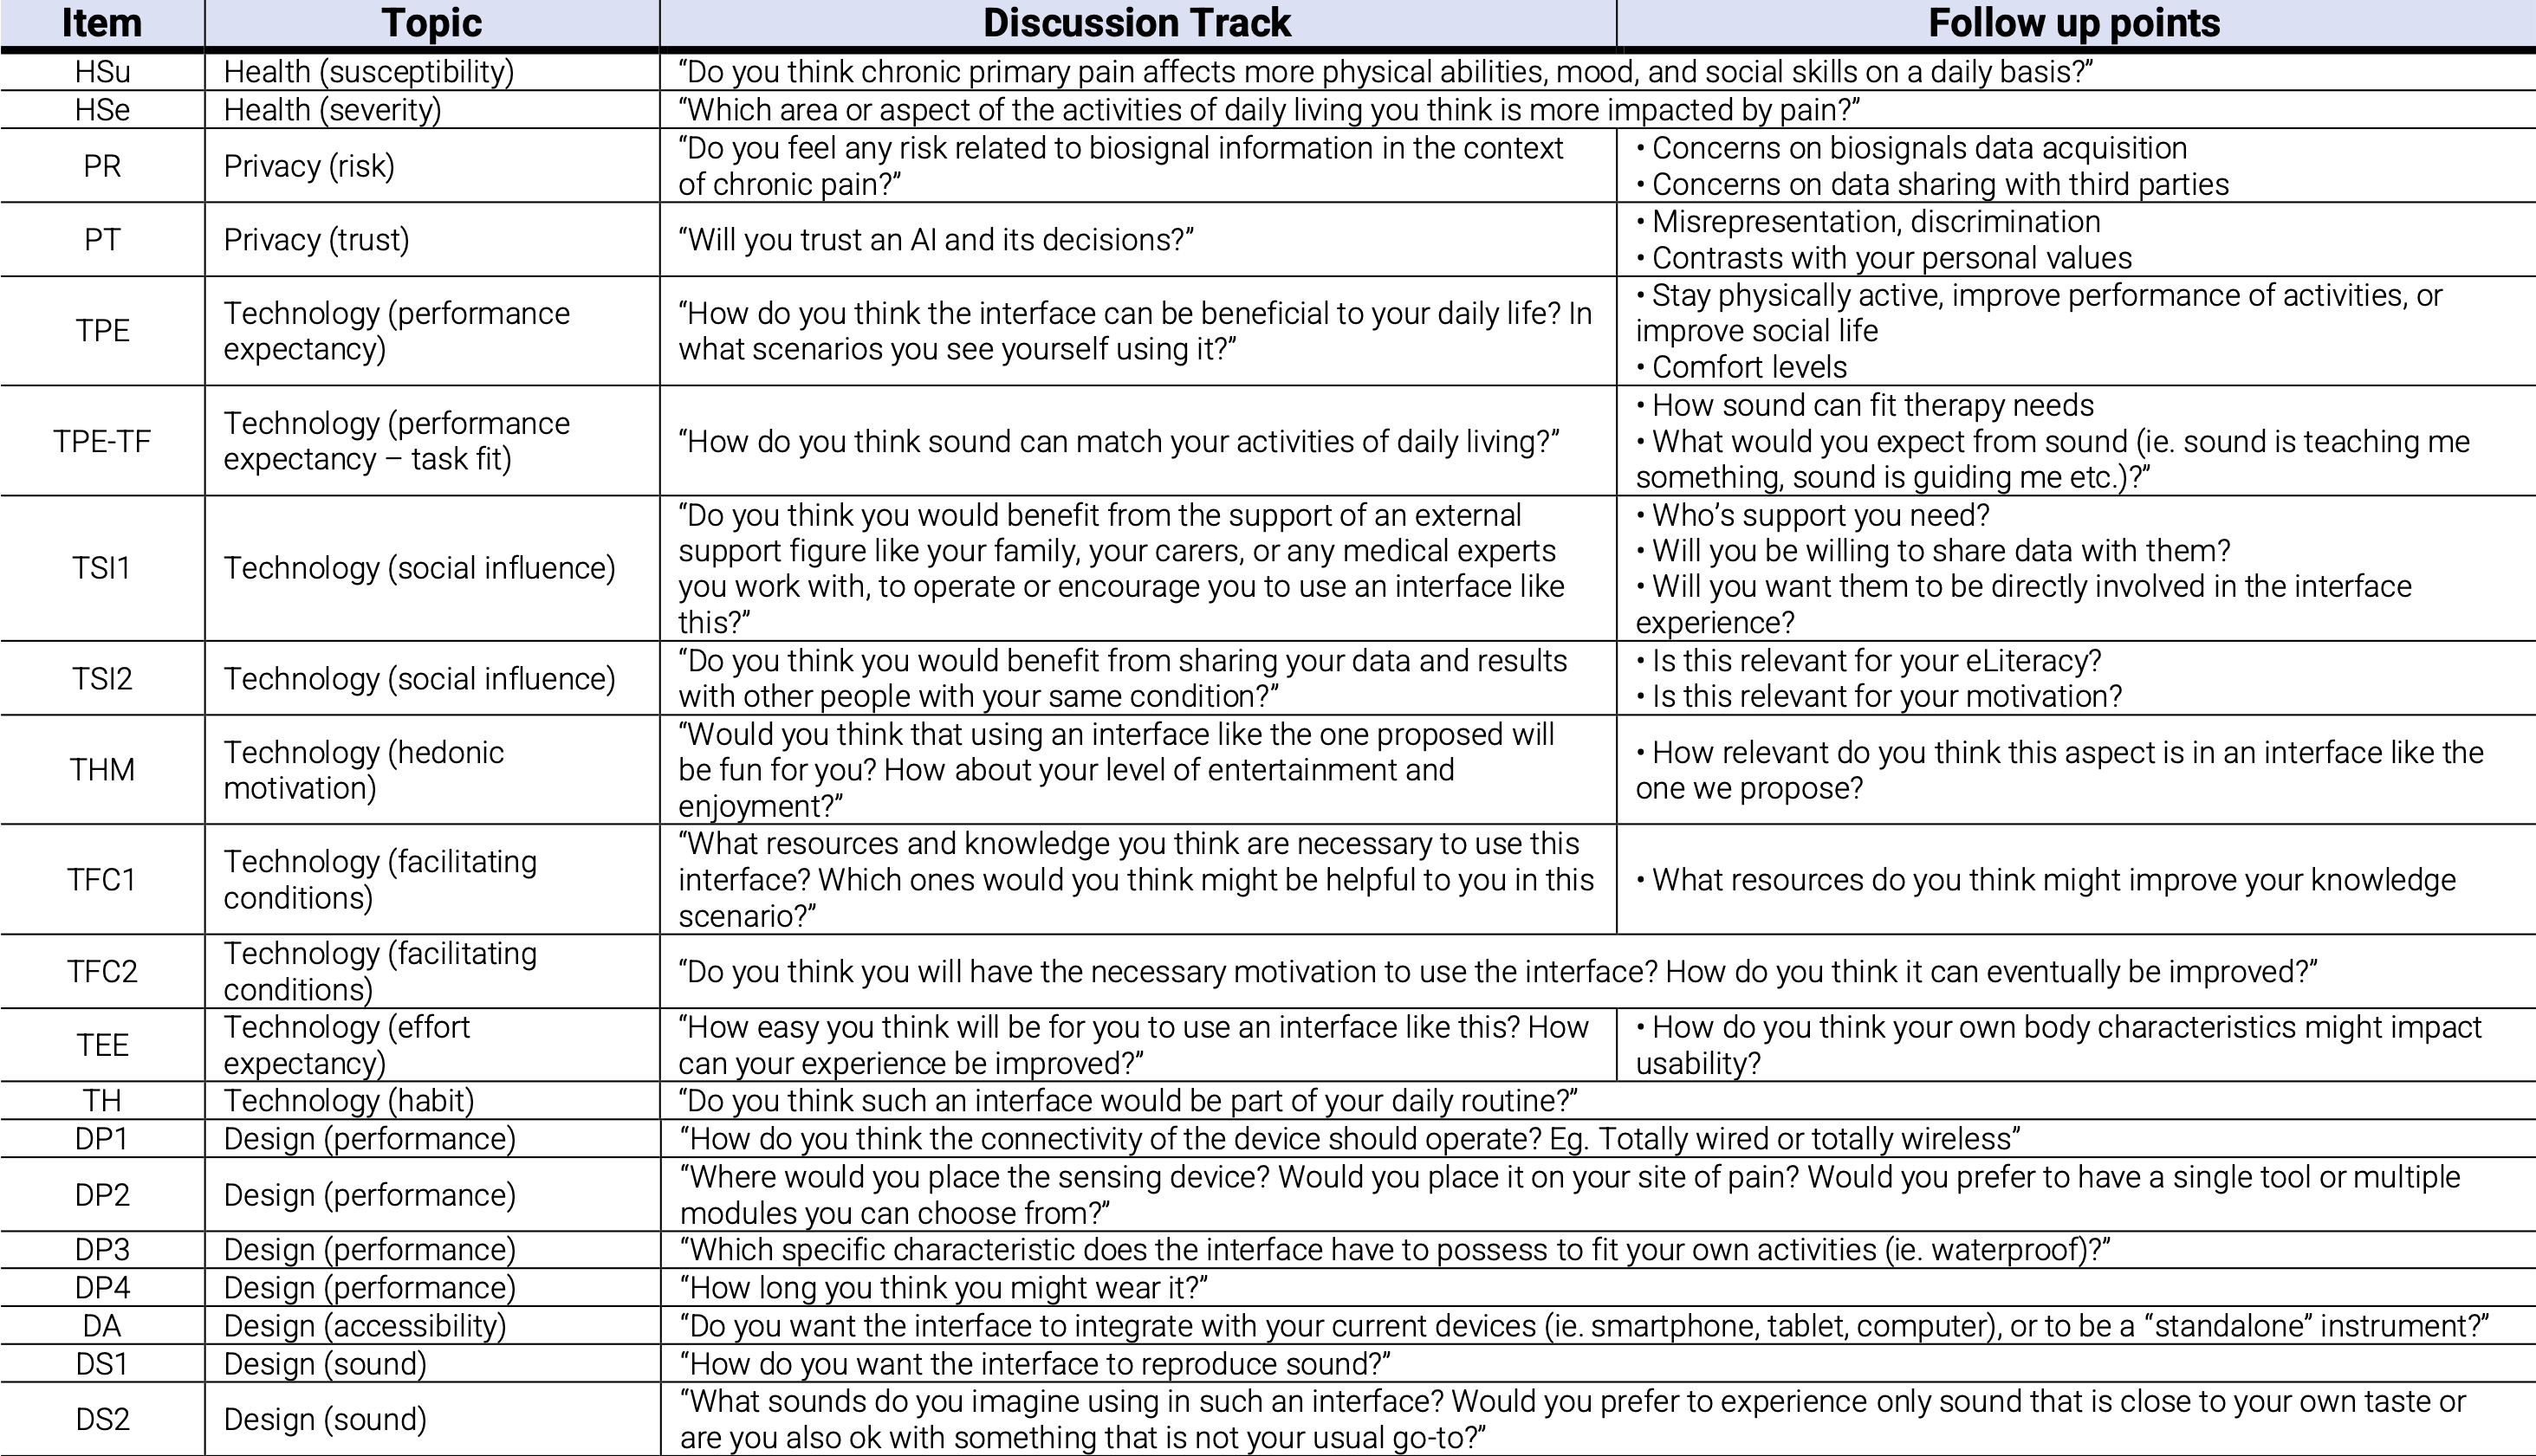 Item Topic Discussion Track Follow up points
HSu Health (susceptibility) “Do you think chronic primary pain affects more physical abilities, mood, and social skills on a daily basis?”
HSe Health (severity) “Which area or aspect of the activities of daily living you think is more impacted by pain?”
PR Privacy (risk) “Do you feel any risk related to biosignal information in the context
of chronic pain?”
• Concerns on biosignals data acquisition
• Concerns on data sharing with third parties
PT Privacy (trust) “Will you trust an AI and its decisions?”
• Misrepresentation, discrimination
• Contrasts with your personal values
TPE
Technology (performance
expectancy)
“How do you think the interface can be beneficial to your daily life? In
what scenarios you see yourself using it?”
• Stay physically active, improve performance of activities, or
improve social life
• Comfort levels
TPE-TF
Technology (performance
expectancy – task fit)
“How do you think sound can match your activities of daily living?”
• How sound can fit therapy needs
• What would you expect from sound (ie. sound is teaching me
something, sound is guiding me etc.)?”
TSI1 Technology (social influence)
“Do you think you would benefit from the support of an external
support figure like your family, your carers, or any medical experts
you work with, to operate or encourage you to use an interface like
this?”
• Who’s support you need?
• Will you be willing to share data with them?
• Will you want them to be directly involved in the interface
experience?
TSI2 Technology (social influence)
“Do you think you would benefit from sharing your data and results
with other people with your same condition?”
• Is this relevant for your eLiteracy?
• Is this relevant for your motivation?
THM
Technology (hedonic
motivation)
“Would you think that using an interface like the one proposed will
be fun for you? How about your level of entertainment and
enjoyment?”
• How relevant do you think this aspect is in an interface like the
one we propose?
TFC1
Technology (facilitating
conditions)
“What resources and knowledge you think are necessary to use this
interface? Which ones would you think might be helpful to you in this
scenario?”
• What resources do you think might improve your knowledge
TFC2
Technology (facilitating
conditions)
“Do you think you will have the necessary motivation to use the interface? How do you think it can eventually be improved?”
TEE
Technology (effort
expectancy)
“How easy you think will be for you to use an interface like this? How
can your experience be improved?”
• How do you think your own body characteristics might impact
usability?
TH Technology (habit) “Do you think such an interface would be part of your daily routine?”
DP1 Design (performance) “How do you think the connectivity of the device should operate? Eg. Totally wired or totally wireless”
DP2 Design (performance)
“Where would you place the sensing device? Would you place it on your site of pain? Would you prefer to have a single tool or multiple
modules you can choose from?”
DP3 Design (performance) “Which specific characteristic does the interface have to possess to fit your own activities (ie. waterproof)?”
DP4 Design (performance) “How long you think you might wear it?”
DA Design (accessibility) “Do you want the interface to integrate with your current devices (ie. smartphone, tablet, computer), or to be a “standalone” instrument?”
DS1 Design (sound) “How do you want the interface to reproduce sound?”
DS2 Design (sound)
“What sounds do you imagine using in such an interface? Would you prefer to experience only sound that is close to your own taste or
are you also ok with something that is not your usual go-to?”